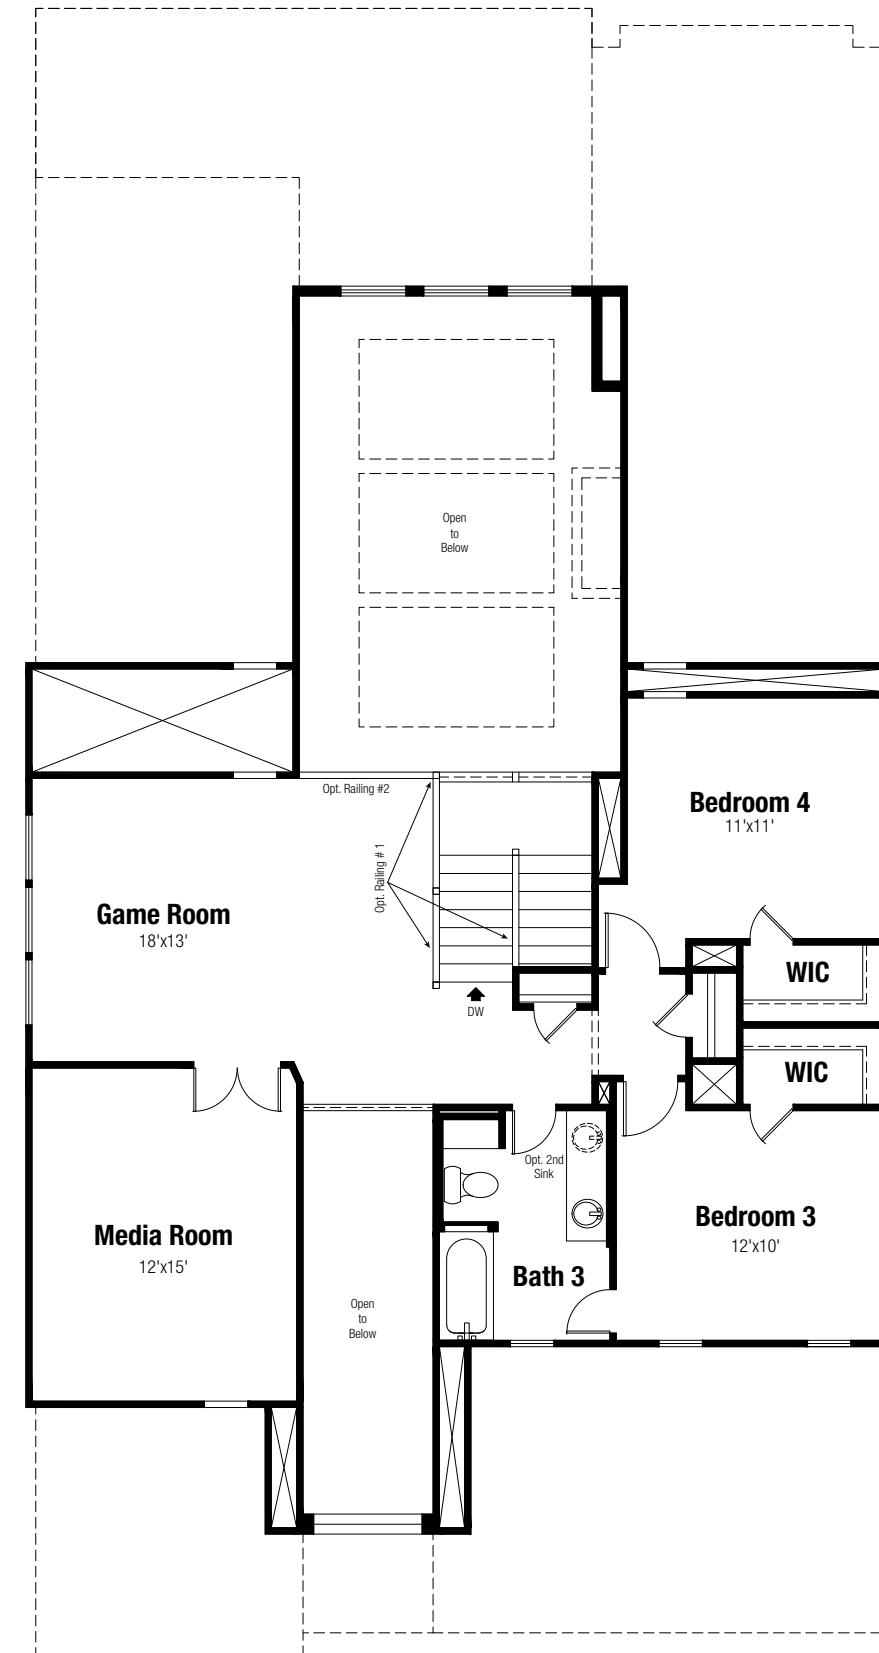 Open
to
Below
Opt. Railing #2
Opt. Railing # 1
Bedroom 4
11'x11'
Game Room
18'x13'
WIC
DW
WIC
Opt. 2nd
Sink
Media Room
12'x15'
Bedroom 3
12'x10'
Bath 3
Open
to
Below